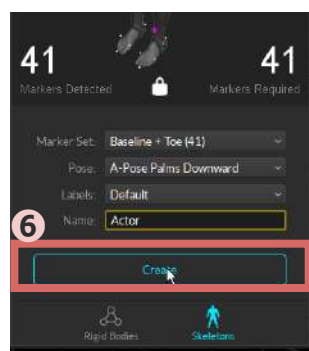 41 41
Markers Detected Markers Required
Marker Set: Baseline + Toe (41)
Pose: A-Pose Palms Downward
Labels: Default
6
Name: Actor
Create
Rigid Bodies Skeletons